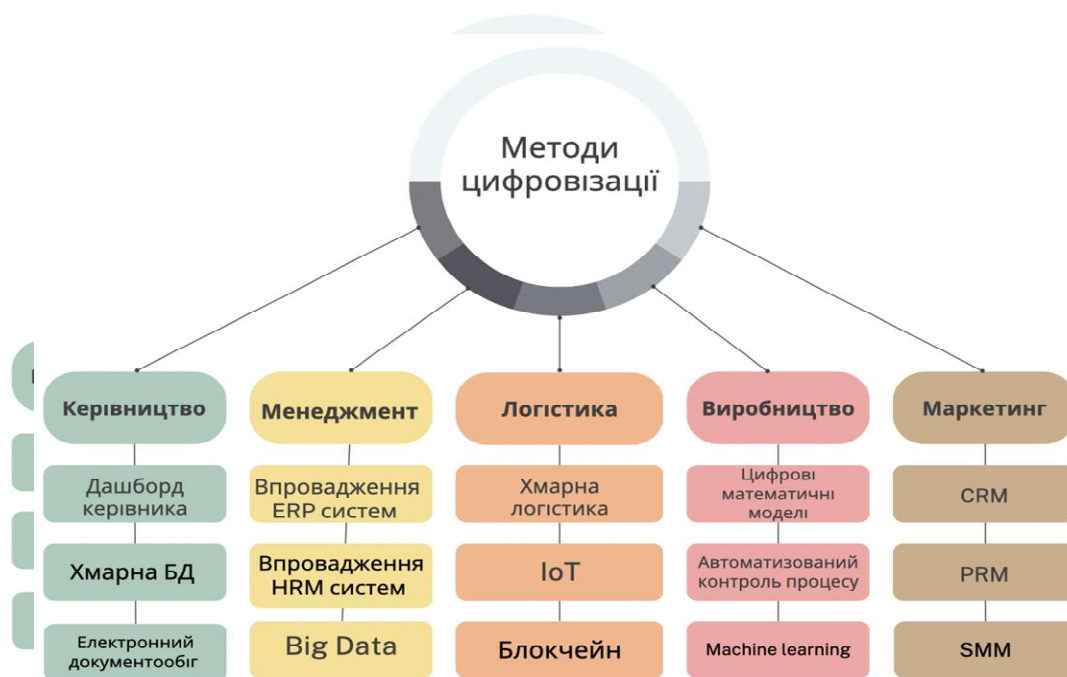 Методи
цифровізації
Керівництво
Менеджмент
Логістика
Виробництво
Маркетинг
Дашборд
керівника
Впровадження
ERP систем
Хмарна
логістика
Цифрові
математичні
моделі
CRM
Хмарна БД
Впровадження
HRM систем
IoT
Автоматизований
контроль процесу
PRM
Електронний
документообіг
Big Data
Блокчейн
Machine learning
SMM